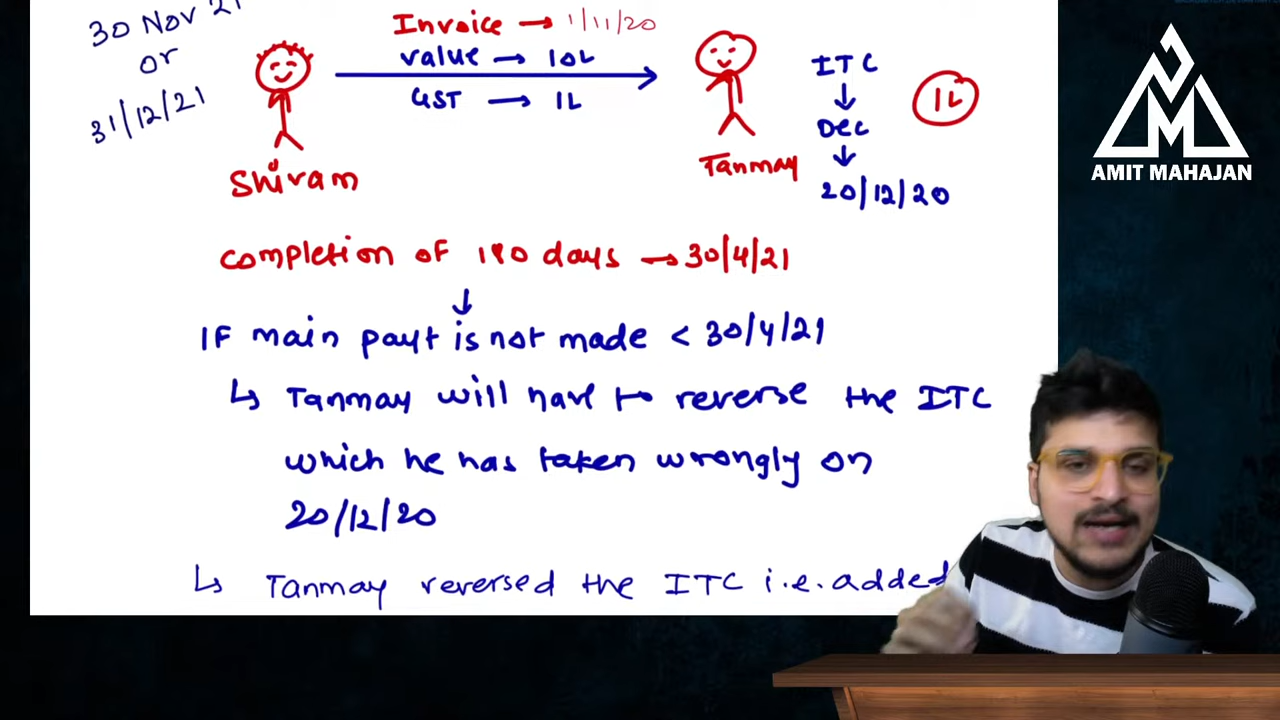 30 Nov 21
or
31/12/21
Invoice → 1/11/20
value → 10L
GST → 1L
Shivam
Tanmay
ITC
↓
Dec
↓
20/12/20
1L
AMIT MAHAJAN
completion of 180 days → 30/4/21
↓
IF main payt is not made < 30/4/21
↳ Tanmay will have to reverse the ITC
which he has taken wrongly on
20/12/20
↳ Tanmay reversed the ITC i.e. added